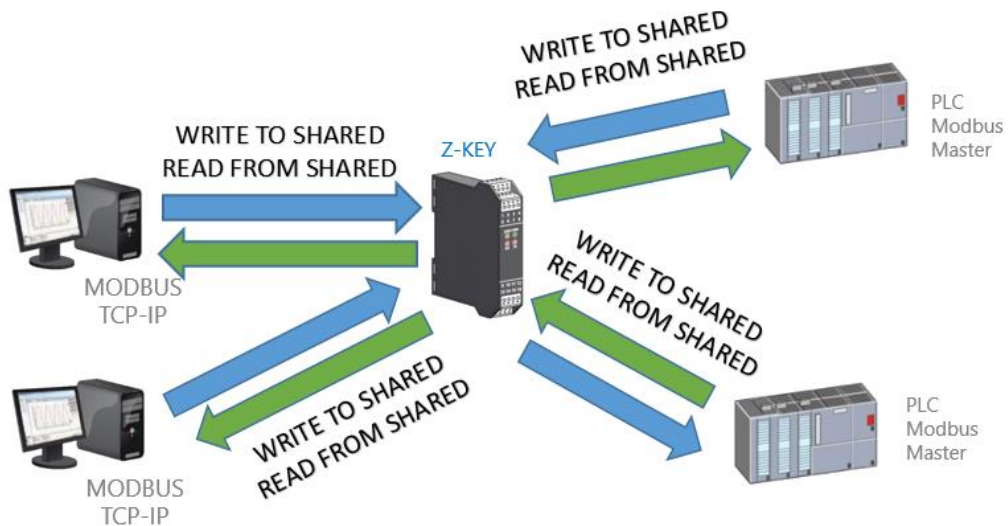 WRITE TO SHARED
READ FROM SHARED
PLC
Modbus
Master
WRITE TO SHARED
READ FROM SHARED
Z-KEY
MODBUS
TCP-IP
WRITE TO SHARED
READ FROM SHARED
WRITE TO SHARED
READ FROM SHARED
MODBUS
TCP-IP
PLC
Modbus
Master